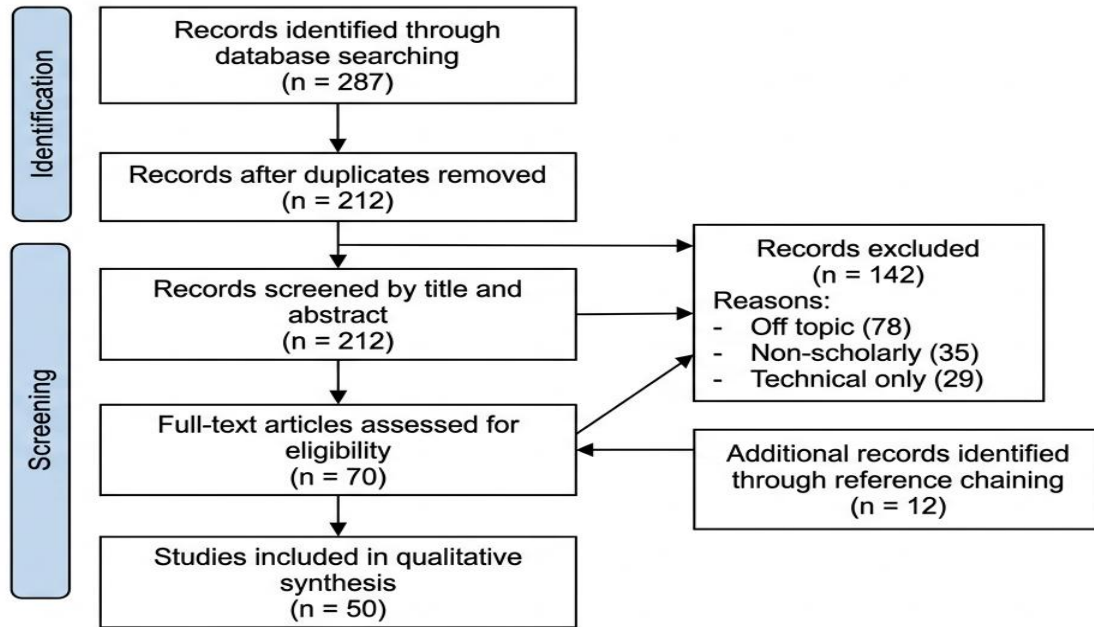 Identification
Records identified through
database searching
(n = 287)
Records after duplicates removed
(n = 212)
Screening
Records screened by title and
abstract
(n = 212)
Records excluded
(n = 142)
Reasons:
- Off topic (78)
- Non-scholarly (35)
- Technical only (29)
Full-text articles assessed for
eligibility
(n = 70)
Additional records identified
through reference chaining
(n = 12)
Studies included in qualitative
synthesis
(n = 50)